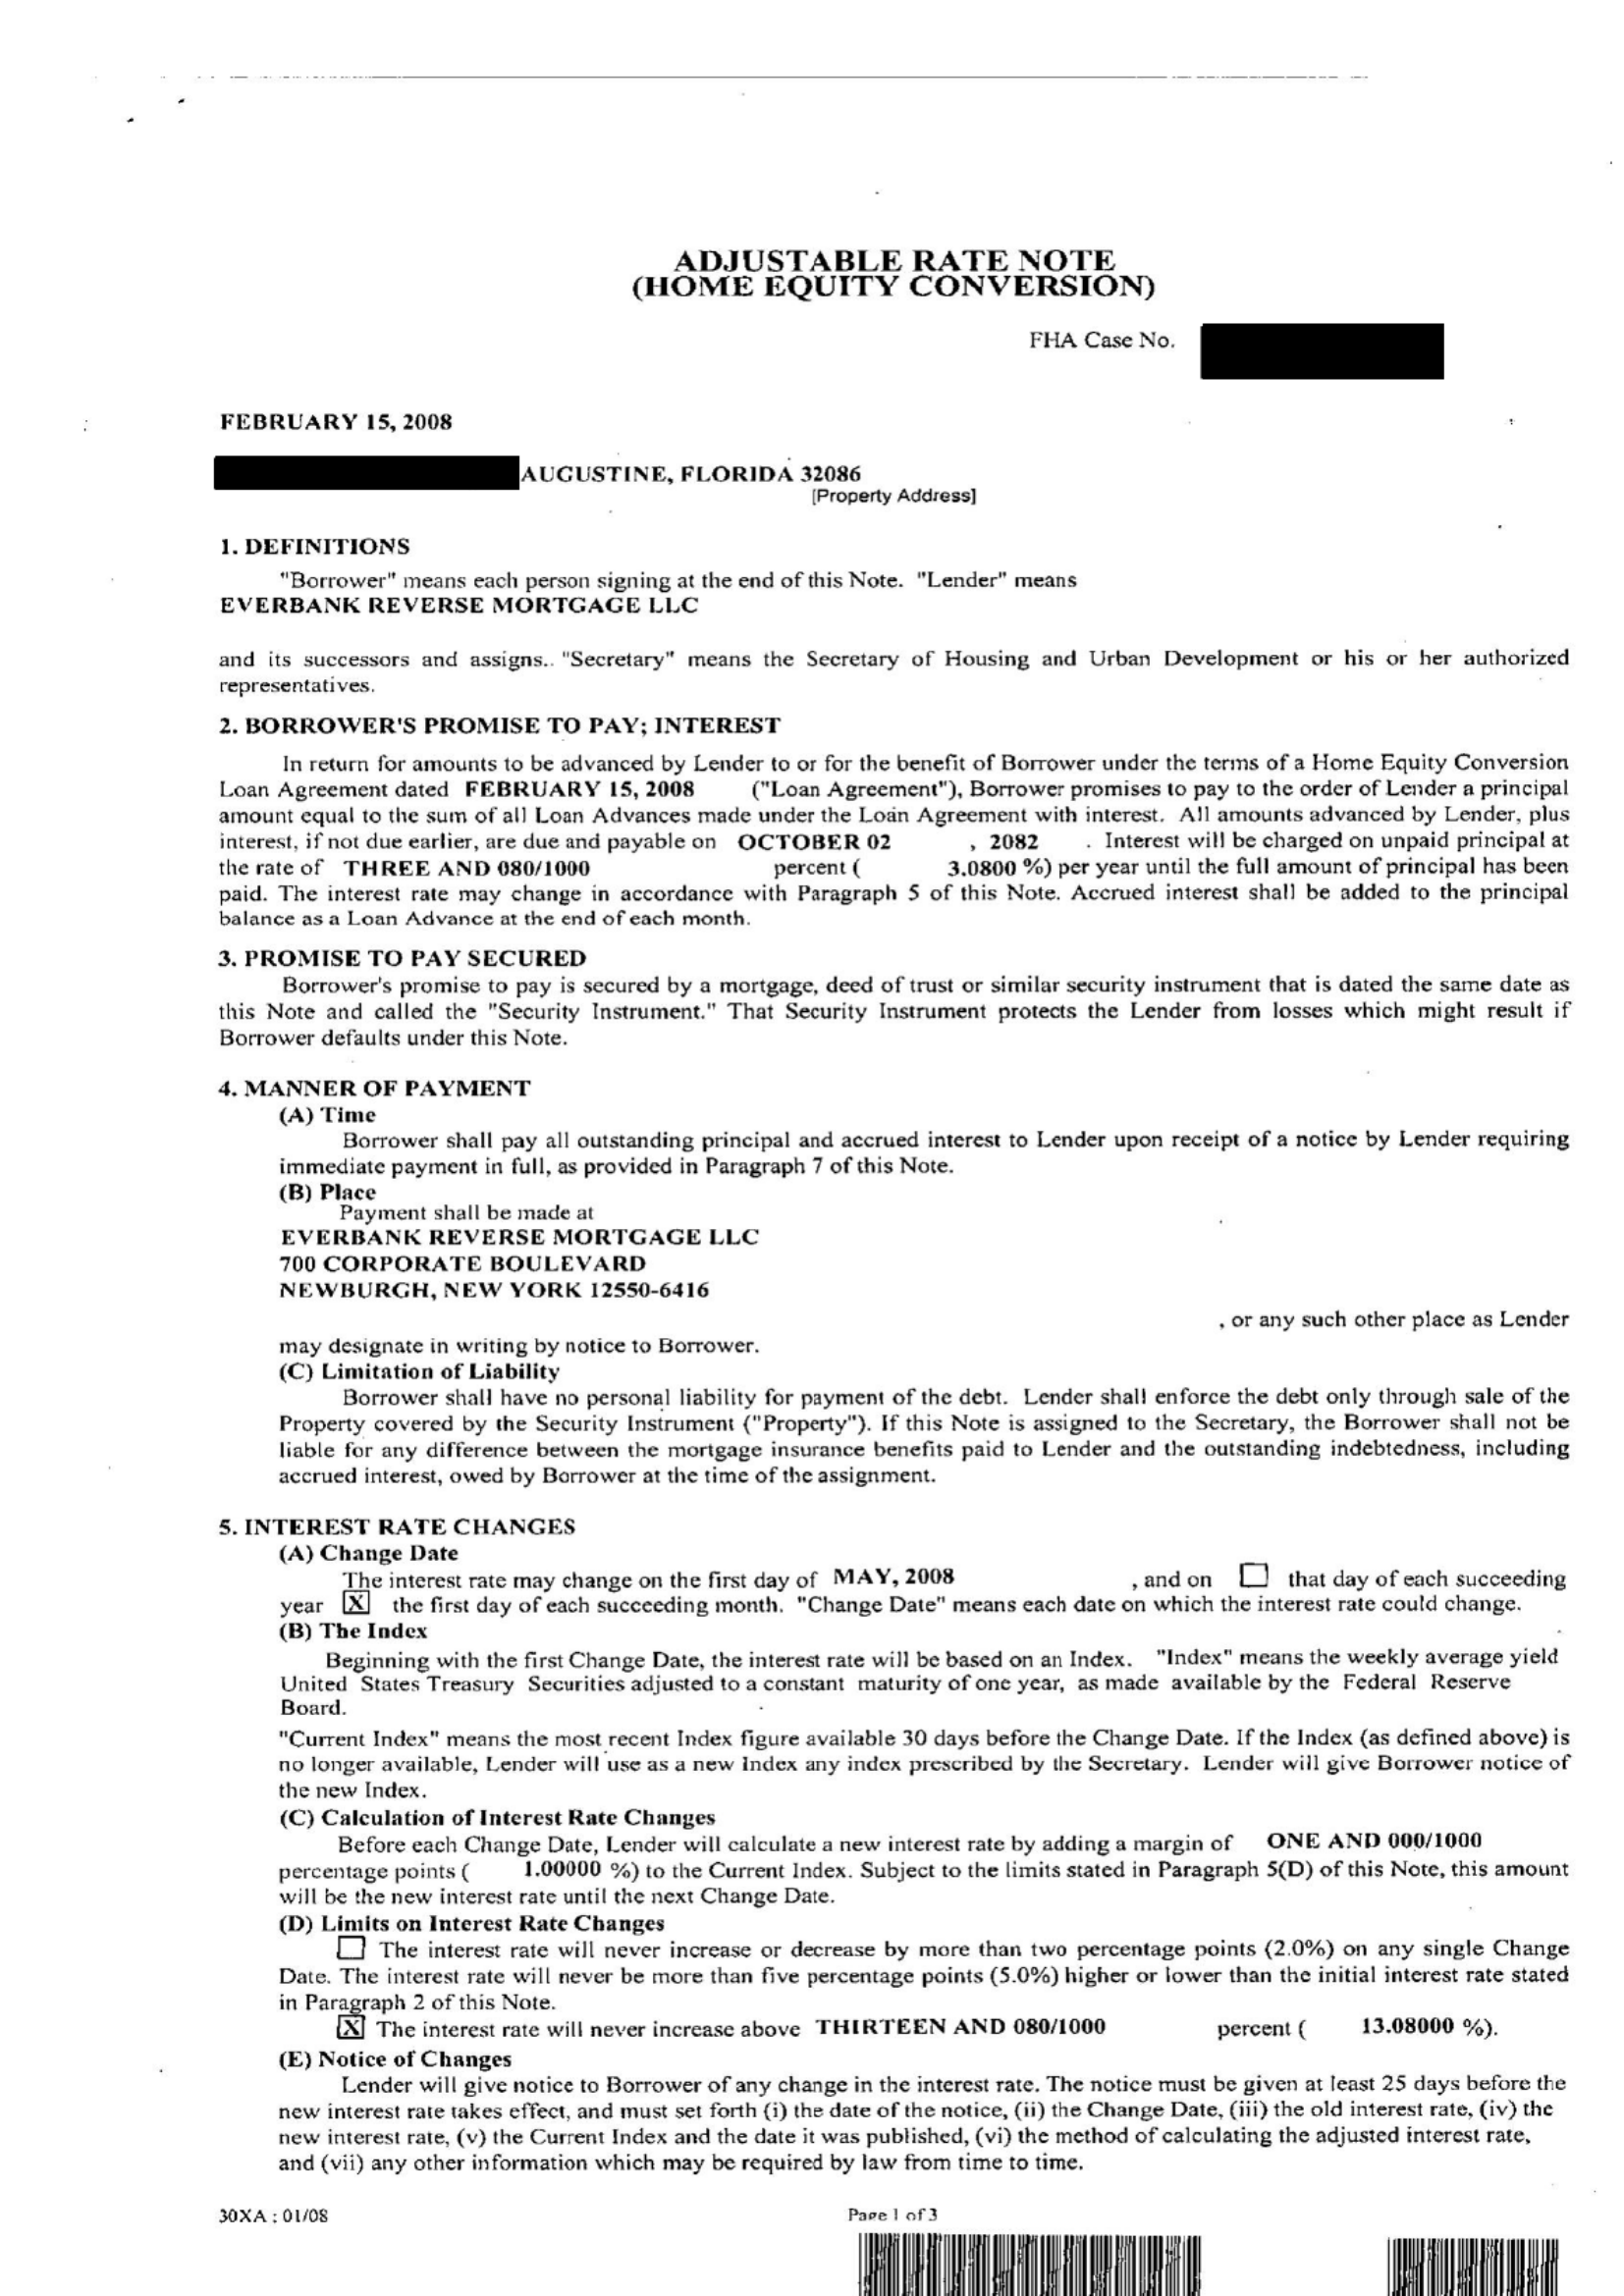 ADJUSTABLE RATE NOTE
(HOME EQUITY CONVERSION)
FHA Case No.
FEBRUARY 15, 2008
AUGUSTINE, FLORIDA 32086
[Property Address]
1. DEFINITIONS
"Borrower" means each person signing at the end of this Note. "Lender" means
EVERBANK REVERSE MORTGAGE LLC
and its successors and assigns.. "Secretary" means the Secretary of Housing and Urban Development or his or her authorized
representatives.
2. BORROWER'S PROMISE TO PAY; INTEREST
In return for amounts to be advanced by Lender to or for the benefit of Borrower under the terms of a Home Equity Conversion
Loan Agreement dated FEBRUARY 15, 2008 ("Loan Agreement"), Borrower promises to pay to the order of Lender a principal
amount equal to the sum of all Loan Advances made under the Loan Agreement with interest. All amounts advanced by Lender, plus
interest, if not due earlier, are due and payable on OCTOBER 02 , 2082 . Interest will be charged on unpaid principal at
the rate of THREE AND 080/1000 percent ( 3.0800 %) per year until the full amount of principal has been
paid. The interest rate may change in accordance with Paragraph 5 of this Note. Accrued interest shall be added to the principal
balance as a Loan Advance at the end of each month.
3. PROMISE TO PAY SECURED
Borrower's promise to pay is secured by a mortgage, deed of trust or similar security instrument that is dated the same date as
this Note and called the "Security Instrument." That Security Instrument protects the Lender from losses which might result if
Borrower defaults under this Note.
4. MANNER OF PAYMENT
(A) Time
Borrower shall pay all outstanding principal and accrued interest to Lender upon receipt of a notice by Lender requiring
immediate payment in full, as provided in Paragraph 7 of this Note.
(B) Place
Payment shall be made at
EVERBANK REVERSE MORTGAGE LLC
700 CORPORATE BOULEVARD
NEWBURGH, NEW YORK 12550-6416
, or any such other place as Lender
may designate in writing by notice to Borrower.
(C) Limitation of Liability
Borrower shall have no personal liability for payment of the debt. Lender shall enforce the debt only through sale of the
Property covered by the Security Instrument ("Property"). If this Note is assigned to the Secretary, the Borrower shall not be
liable for any difference between the mortgage insurance benefits paid to Lender and the outstanding indebtedness, including
accrued interest, owed by Borrower at the time of the assignment.
5. INTEREST RATE CHANGES
(A) Change Date
The interest rate may change on the first day of MAY, 2008 , and on ☐ that day of each succeeding
year [X] the first day of each succeeding month. "Change Date" means each date on which the interest rate could change.
(B) The Index
Beginning with the first Change Date, the interest rate will be based on an Index. "Index" means the weekly average yield
United States Treasury Securities adjusted to a constant maturity of one year, as made available by the Federal Reserve
Board.
"Current Index" means the most recent Index figure available 30 days before the Change Date. If the Index (as defined above) is
no longer available, Lender will use as a new Index any index prescribed by the Secretary. Lender will give Borrower notice of
the new Index.
(C) Calculation of Interest Rate Changes
Before each Change Date, Lender will calculate a new interest rate by adding a margin of ONE AND 000/1000
percentage points ( 1.00000 %) to the Current Index. Subject to the limits stated in Paragraph 5(D) of this Note, this amount
will be the new interest rate until the next Change Date.
(D) Limits on Interest Rate Changes
☐ The interest rate will never increase or decrease by more than two percentage points (2.0%) on any single Change
Date. The interest rate will never be more than five percentage points (5.0%) higher or lower than the initial interest rate stated
in Paragraph 2 of this Note.
[X] The interest rate will never increase above THIRTEEN AND 080/1000 percent ( 13.08000 %).
(E) Notice of Changes
Lender will give notice to Borrower of any change in the interest rate. The notice must be given at least 25 days before the
new interest rate takes effect, and must set forth (i) the date of the notice, (ii) the Change Date, (iii) the old interest rate, (iv) the
new interest rate, (v) the Current Index and the date it was published, (vi) the method of calculating the adjusted interest rate,
and (vii) any other information which may be required by law from time to time.
30XA : 01/08
Page 1 of 3